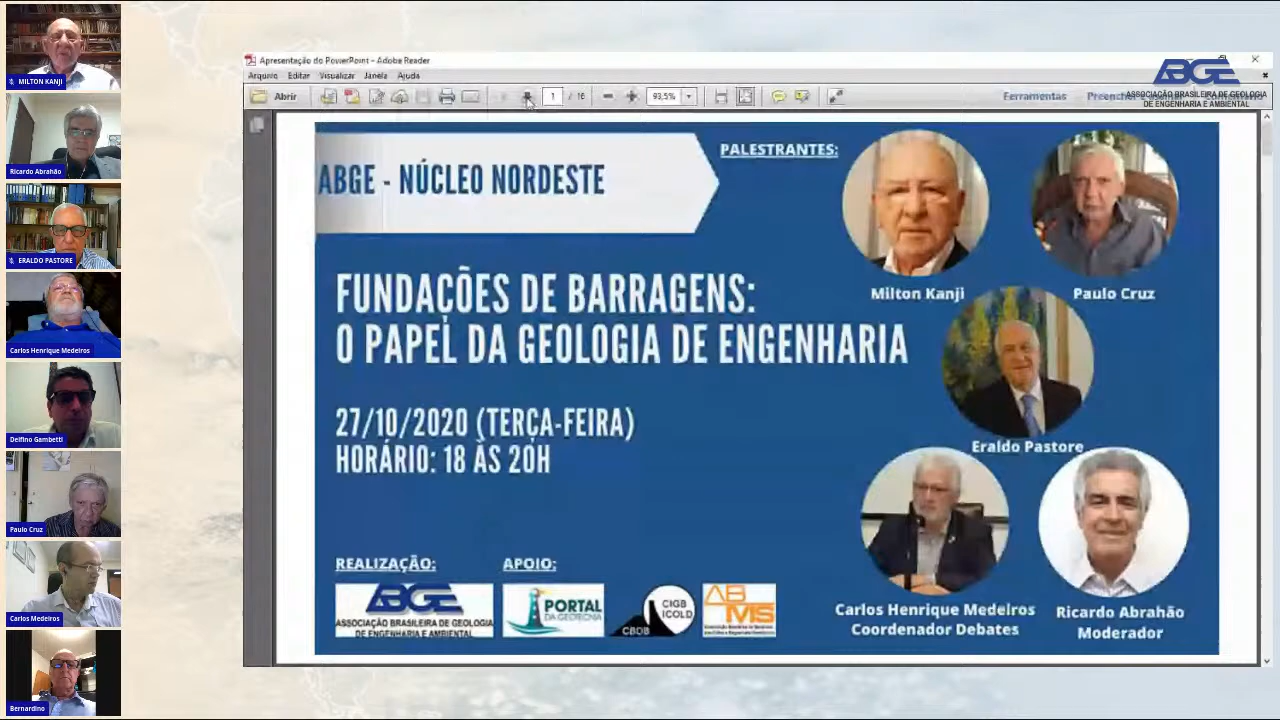 MILTON KANJI
Ricardo Abrahão
ERALDO PASTORE
Carlos Henrique Medeiros
Delfino Gambetti
Paulo Cruz
Carlos Medeiros
Bernardino
Apresentação do PowerPoint - Adobe Reader
Arquivo Editar Visualizar Janela Ajuda
Abrir
1 / 16
93,5%
Ferramentas
ABGE
ASSOCIAÇÃO BRASILEIRA DE GEOLOGIA
DE ENGENHARIA E AMBIENTAL
ABGE - NÚCLEO NORDESTE
PALESTRANTES:
Milton Kanji
Paulo Cruz
FUNDAÇÕES DE BARRAGENS:
O PAPEL DA GEOLOGIA DE ENGENHARIA
27/10/2020 (TERÇA-FEIRA)
HORÁRIO: 18 ÀS 20H
Eraldo Pastore
Carlos Henrique Medeiros
Coordenador Debates
Ricardo Abrahão
Moderador
REALIZAÇÃO:
APOIO:
ABGE
ASSOCIAÇÃO BRASILEIRA DE GEOLOGIA
DE ENGENHARIA E AMBIENTAL
PORTAL
DA GEOTECNIA
CIGB
ICOLD
CBDB
AB
MS